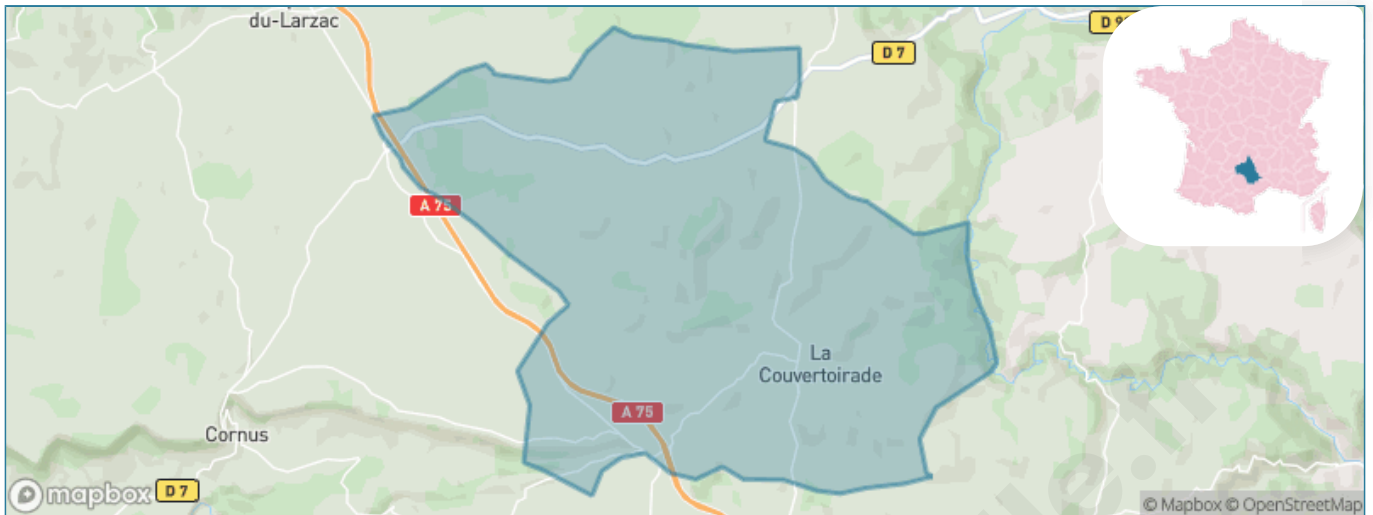 du-Larzac
D 7
A 75
La
Couvertoirade
A 75
Cornus
mapbox
D 7
© Mapbox © OpenStreetMap